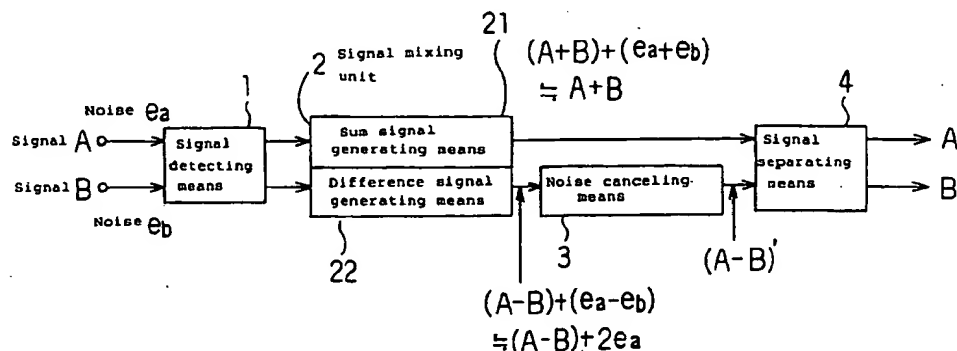 21
2 Signal mixing unit
(A+B)+(ea+eb)
≒ A+B
1
4
Noise ea
Signal A
Signal detecting means
Sum signal generating means
Signal separating means
A
Signal B
Difference signal generating means
Noise canceling means
B
Noise eb
22
3
(A-B)'
(A-B)+(ea-eb)
≒(A-B)+2ea